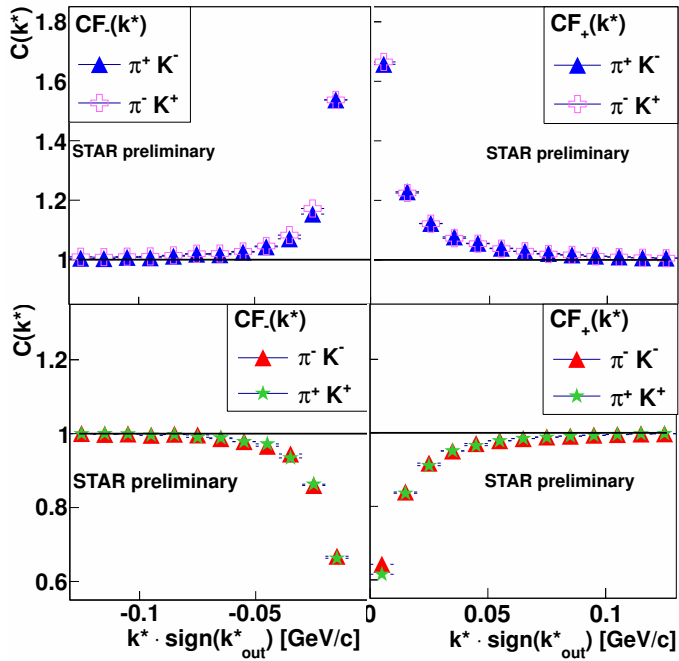 C(k*)
1.8
1.6
1.4
1.2
1
CF-(k*)
π+ K-
π- K+
STAR preliminary
CF+(k*)
π+ K-
π- K+
STAR preliminary
C(k*)
1.2
1
0.8
0.6
CF-(k*)
π- K-
π+ K+
STAR preliminary
CF+(k*)
π- K-
π+ K+
STAR preliminary
-0.1 -0.05 0 0.05 0.1
k* · sign(k*out) [GeV/c] k* · sign(k*out) [GeV/c]